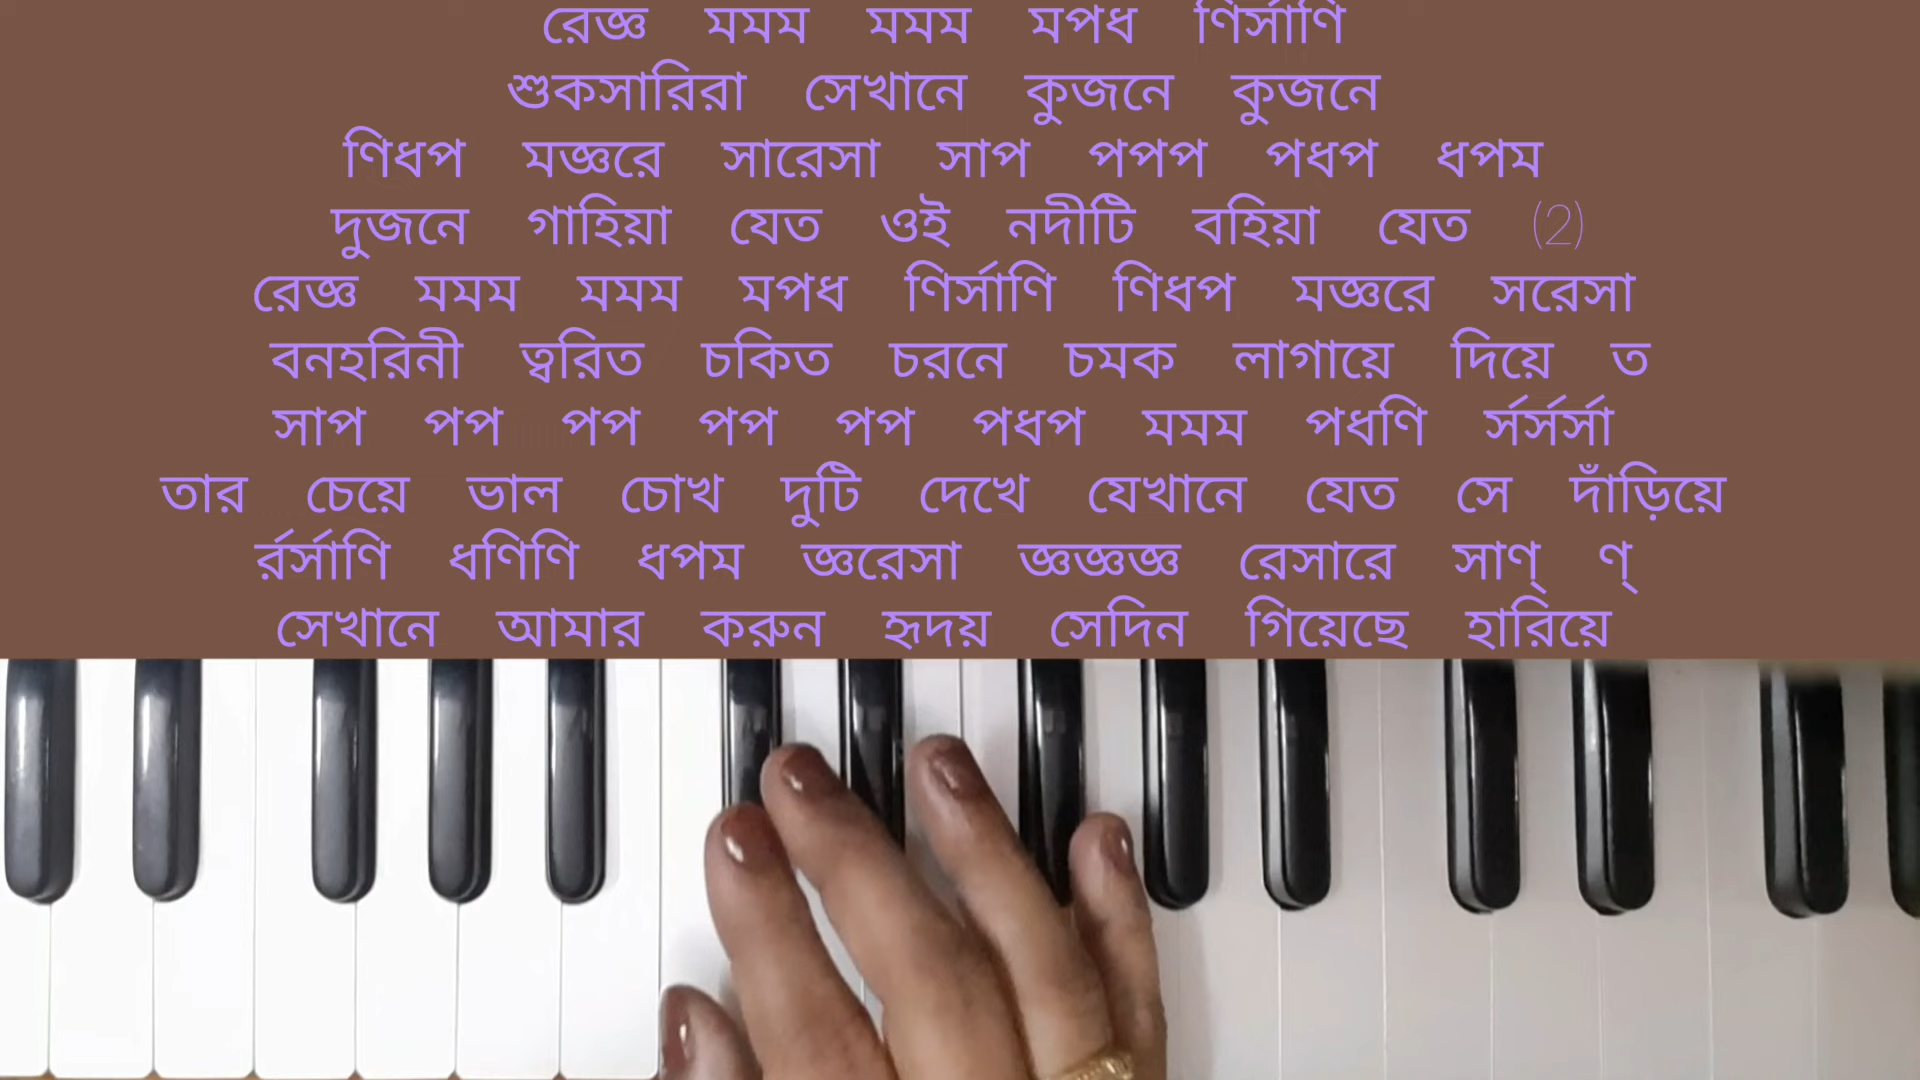 রেজ্ঞ মমম মমম মপধ ণির্সাণি
শুকসারিরা সেখানে কুজনে কুজনে
ণিধপ মজ্ঞরে সারেসা সাপ পপপ পধপ ধপম
দুজনে গাহিয়া যেত ওই নদীটি বহিয়া যেত (2)
রেজ্ঞ মমম মমম মপধ ণির্সাণি ণিধপ মজ্ঞরে সরেসা
বনহরিনী ত্বরিত চকিত চরনে চমক লাগায়ে দিয়ে ত
সাপ পপ পপ পপ পপ পধপ মমম পধণি র্সর্সর্সা
তার চেয়ে ভাল চোখ দুটি দেখে যেখানে যেত সে দাঁড়িয়ে
র্রর্সাণি ধণিণি ধপম জ্ঞরেসা জ্ঞজ্ঞজ্ঞ রেসারে সাণ্ ণ্
সেখানে আমার করুন হৃদয় সেদিন গিয়েছে হারিয়ে